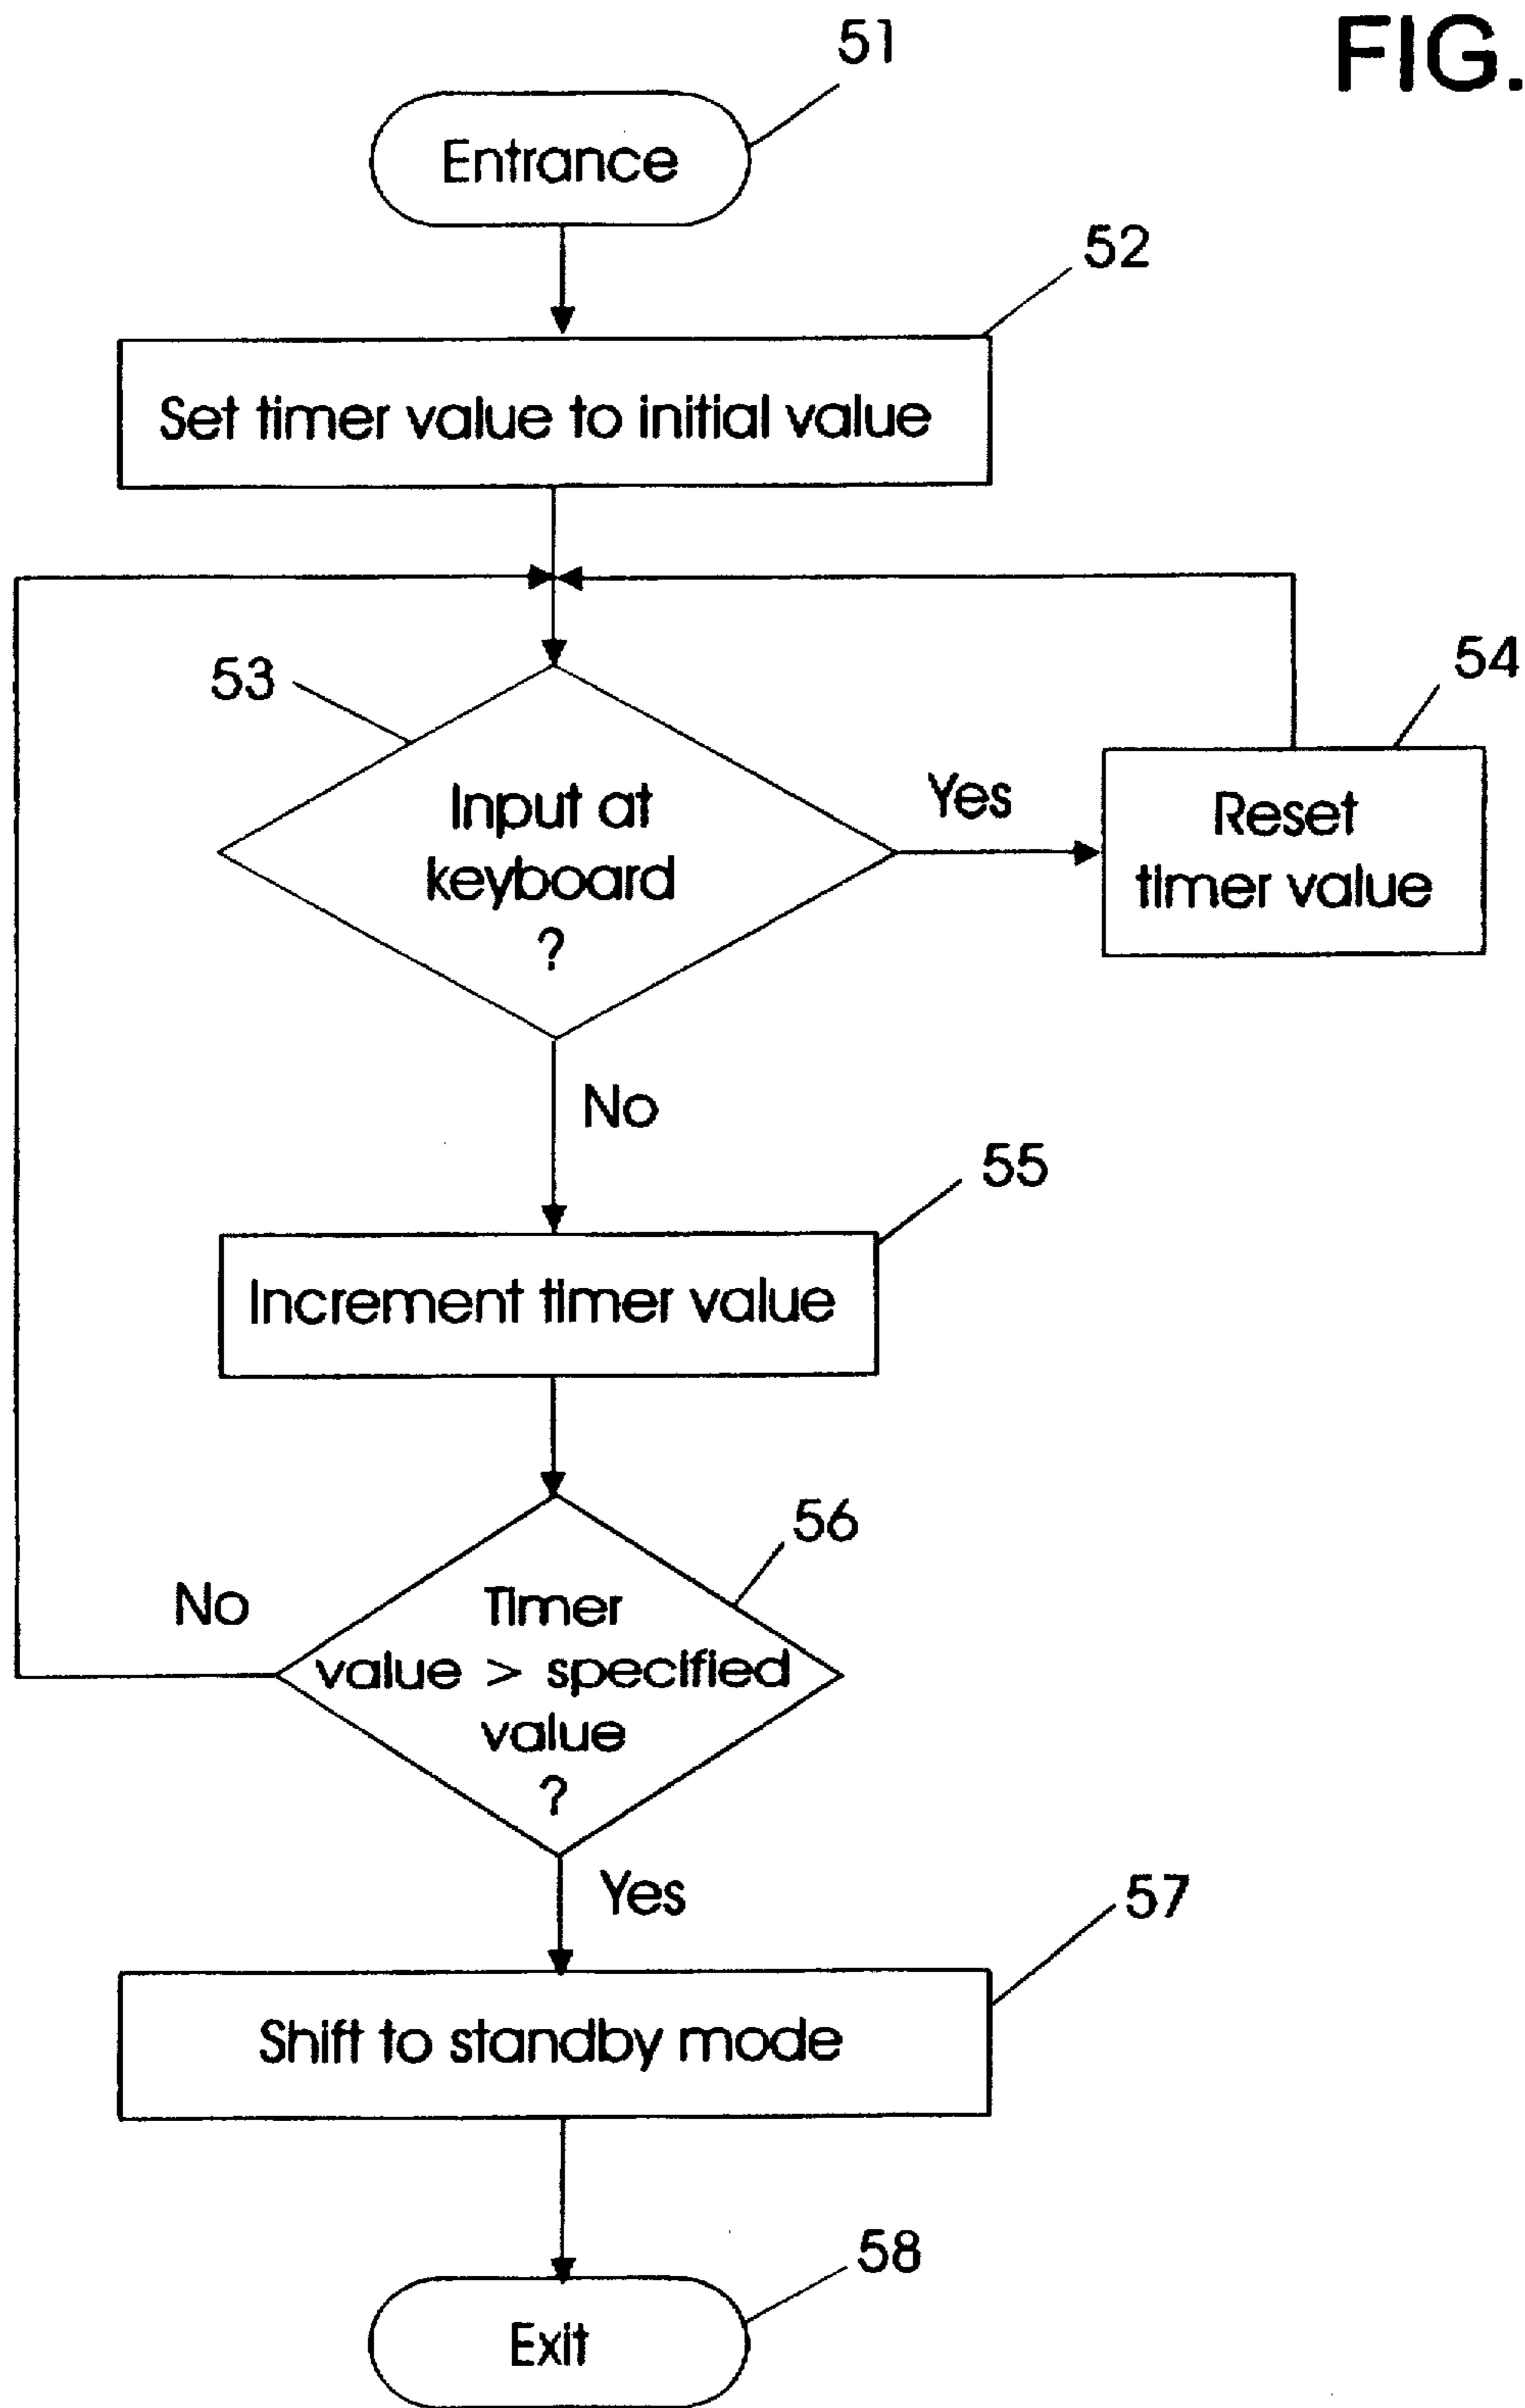 FIG.
51
Entrance
52
Set timer value to initial value
53
54
Input at
keyboard
?
Yes
Reset
timer value
No
55
Increment timer value
56
No
Timer
value > specified
value
?
Yes
57
Shift to standby mode
58
Exit